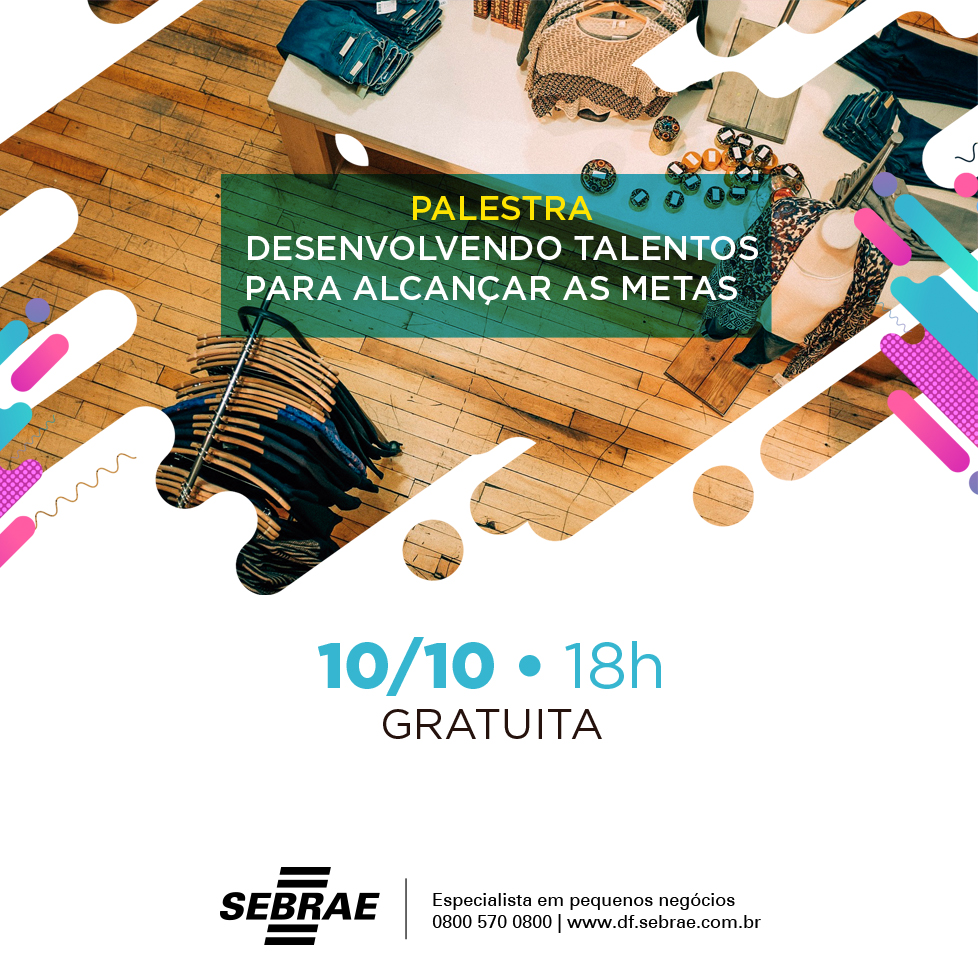 PALESTRA
DESENVOLVENDO TALENTOS
PARA ALCANÇAR AS METAS
10/10 • 18h
GRATUITA
SEBRAE
Especialista em pequenos negócios
0800 570 0800 | www.df.sebrae.com.br